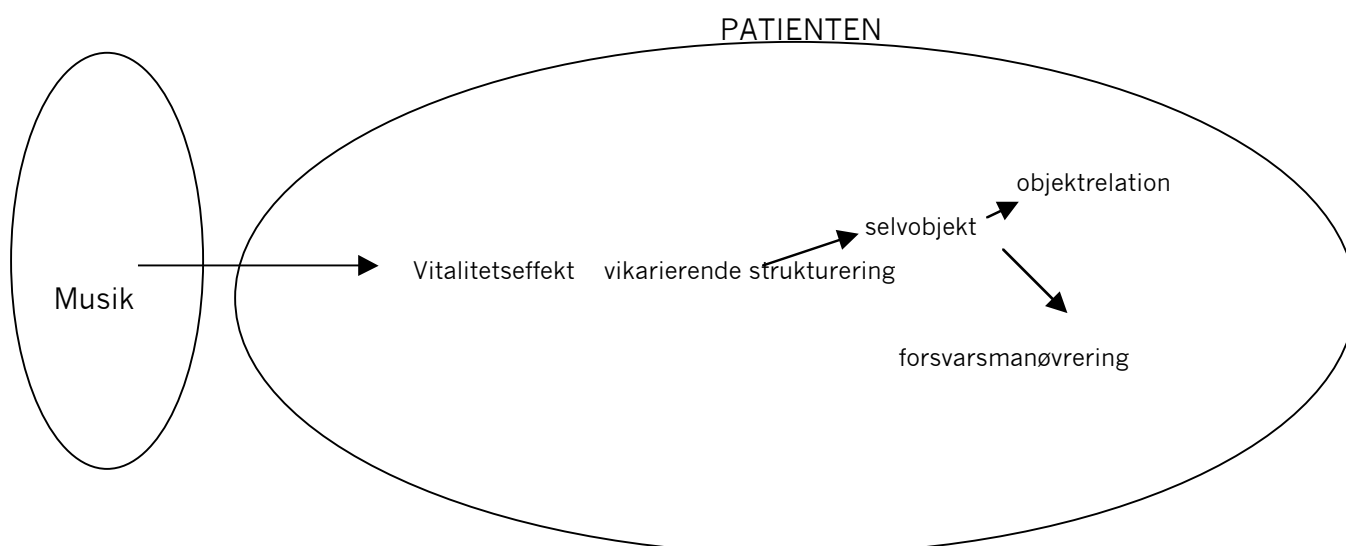 PATIENTEN
objektrelation
selvobjekt
Vitalitetseffekt vikarierende strukturering
Musik
forsvarsmanøvrering